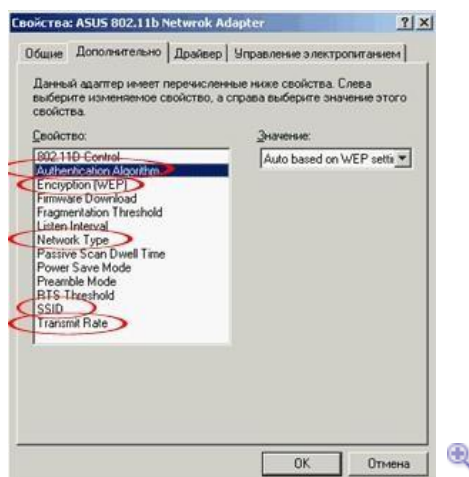 Свойства: ASUS 802.11b Netwrok Adapter
Общие
Дополнительно
Драйвер
Управление электропитанием
Данный адаптер имеет перечисленные ниже свойства. Слева
выберите изменяемое свойство, а справа выберите значение этого
свойства.
Свойство:
802.11D Control
Authentication Algorithm
Encryption (WEP)
Firmware Download
Fragmentation Threshold
Listen Interval
Network Type
Passive Scan Dwell Time
Power Save Mode
Preamble Mode
RTS Threshold
SSID
Transmit Rate
Значение:
Auto based on WEP settii
OK
Отмена